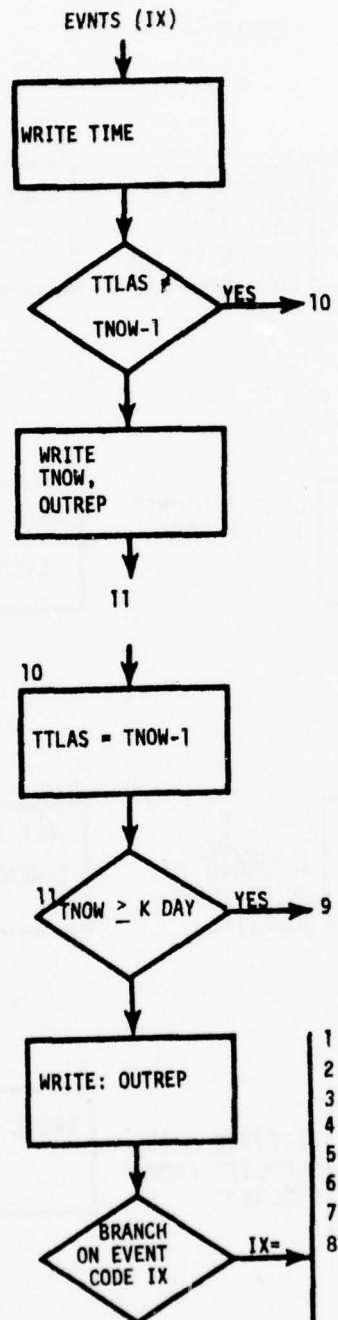 EVNTS (IX)
WRITE TIME
TTLAS ≠
TNOW-1
YES
10
WRITE
TNOW,
OUTREP
11
10
TTLAS = TNOW-1
11
TNOW ≥ K DAY
YES
9
WRITE: OUTREP
BRANCH
ON EVENT
CODE IX
IX=
1
2
3
4
5
6
7
8